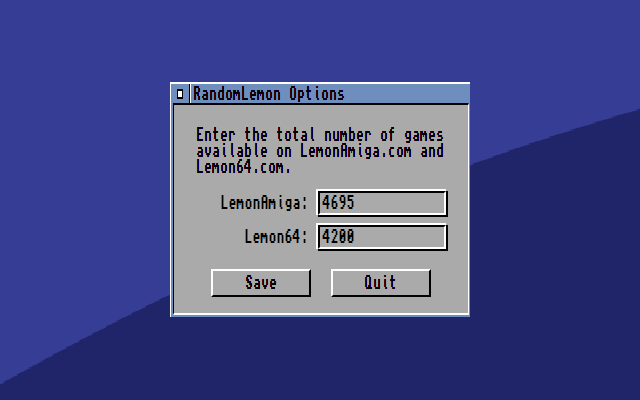 RandomLemon Options
Enter the total number of games
available on LemonAmiga.com and
Lemon64.com.
LemonAmiga: 4695
Lemon64: 4200
Save Quit